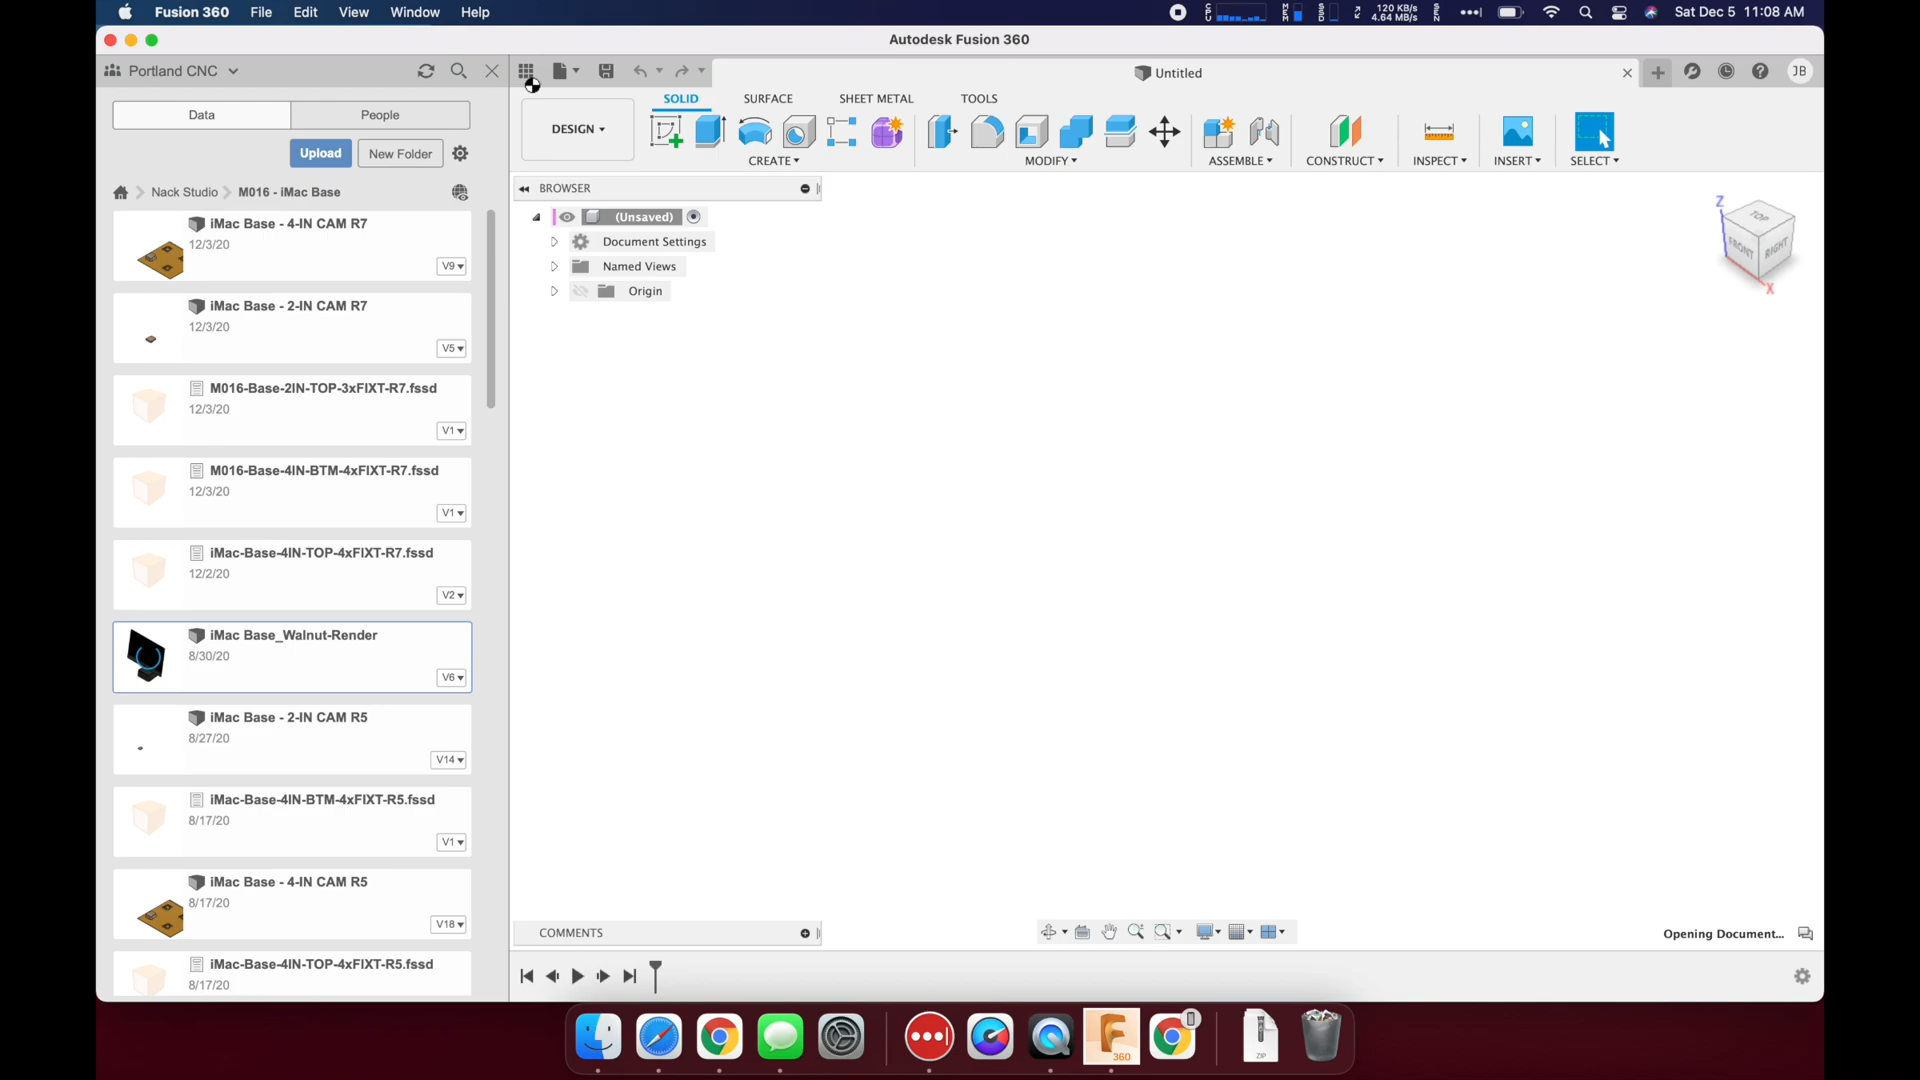 Fusion 360 File Edit View Window Help
120 KB/s
4.64 MB/s
Sat Dec 5 11:08 AM
Autodesk Fusion 360
Portland CNC
Untitled
JB
Data People
Upload New Folder
Nack Studio M016 - iMac Base
iMac Base - 4-IN CAM R7
12/3/20
V9
iMac Base - 2-IN CAM R7
12/3/20
V5
M016-Base-2IN-TOP-3xFIXT-R7.fssd
12/3/20
V1
M016-Base-4IN-BTM-4xFIXT-R7.fssd
12/3/20
V1
iMac-Base-4IN-TOP-4xFIXT-R7.fssd
12/2/20
V2
iMac Base_Walnut-Render
8/30/20
V6
iMac Base - 2-IN CAM R5
8/27/20
V14
iMac-Base-4IN-BTM-4xFIXT-R5.fssd
8/17/20
V1
iMac Base - 4-IN CAM R5
8/17/20
V18
iMac-Base-4IN-TOP-4xFIXT-R5.fssd
8/17/20
SOLID SURFACE SHEET METAL TOOLS
DESIGN
CREATE MODIFY ASSEMBLE CONSTRUCT INSPECT INSERT SELECT
BROWSER
(Unsaved)
Document Settings
Named Views
Origin
Z
TOP
FRONT RIGHT
X
COMMENTS
Opening Document...
360
ZIP